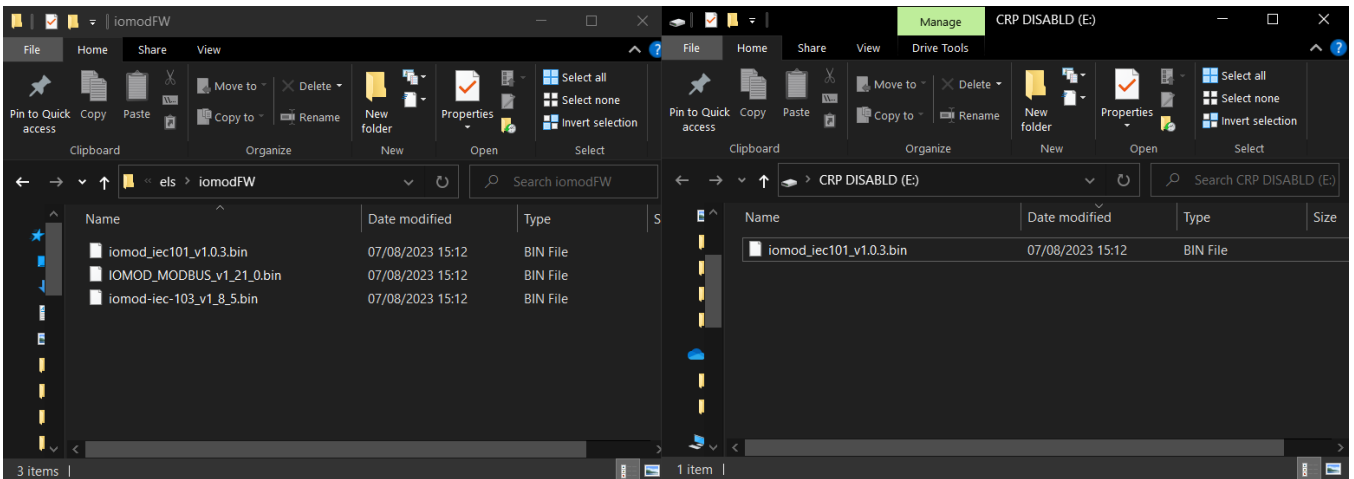 iomodFW
File Home Share View
Pin to Quick access
Copy
Paste
Clipboard
Move to
Copy to
Delete
Rename
Organize
New folder
New
Properties
Open
Select all
Select none
Invert selection
Select
« els > iomodFW
Search iomodFW
Name Date modified Type S
iomod_iec101_v1.0.3.bin 07/08/2023 15:12 BIN File
IOMOD_MODBUS_v1_21_0.bin 07/08/2023 15:12 BIN File
iomod-iec-103_v1_8_5.bin 07/08/2023 15:12 BIN File
3 items
Manage CRP DISABLD (E:)
File Home Share View Drive Tools
Pin to Quick access
Copy
Paste
Clipboard
Move to
Copy to
Delete
Rename
Organize
New folder
New
Properties
Open
Select all
Select none
Invert selection
Select
> CRP DISABLD (E:)
Search CRP DISABLD (E:)
Name Date modified Type Size
iomod_iec101_v1.0.3.bin 07/08/2023 15:12 BIN File
1 item